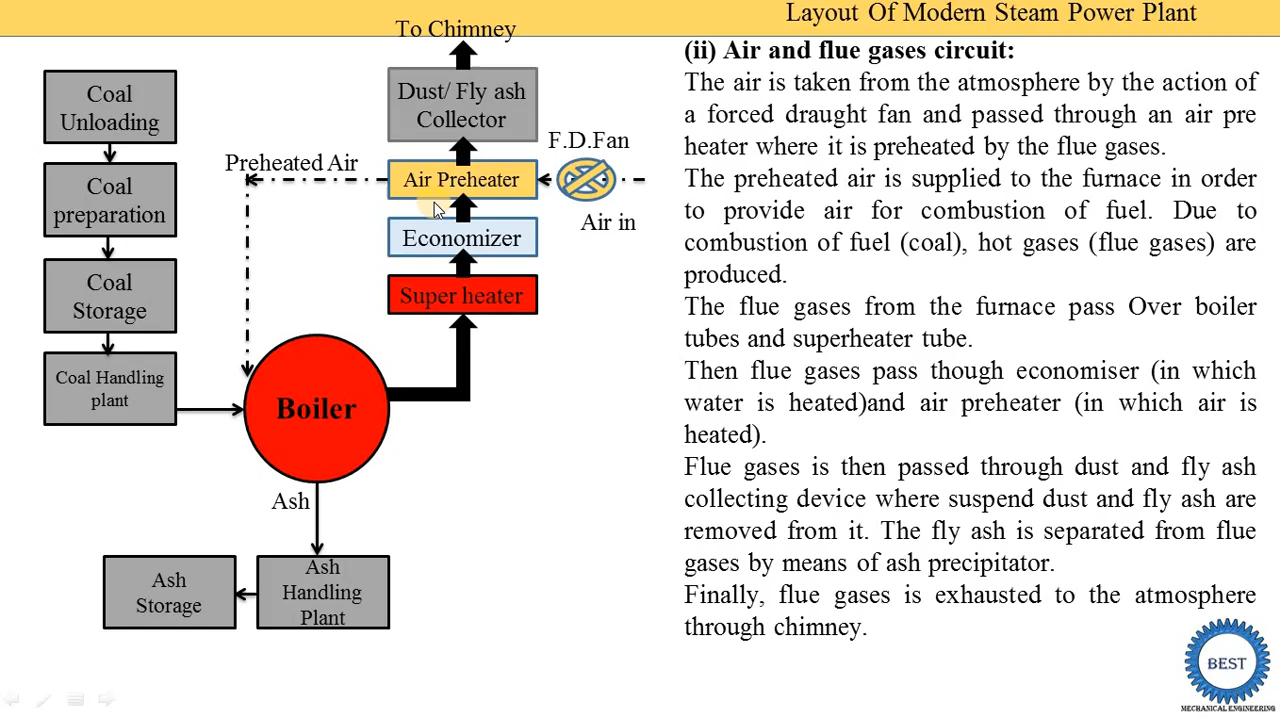 Layout Of Modern Steam Power Plant
To Chimney
Coal
Unloading
Dust/ Fly ash
Collector
F.D.Fan
Preheated Air
Air Preheater
Coal
preparation
Air in
Economizer
Coal
Storage
Super heater
Coal Handling
plant
Boiler
Ash
Ash
Storage
Ash
Handling
Plant
(ii) Air and flue gases circuit:
The air is taken from the atmosphere by the action of
a forced draught fan and passed through an air pre
heater where it is preheated by the flue gases.
The preheated air is supplied to the furnace in order
to provide air for combustion of fuel. Due to
combustion of fuel (coal), hot gases (flue gases) are
produced.
The flue gases from the furnace pass Over boiler
tubes and superheater tube.
Then flue gases pass though economiser (in which
water is heated)and air preheater (in which air is
heated).
Flue gases is then passed through dust and fly ash
collecting device where suspend dust and fly ash are
removed from it. The fly ash is separated from flue
gases by means of ash precipitator.
Finally, flue gases is exhausted to the atmosphere
through chimney.
BEST
MECHANICAL ENGINEERING